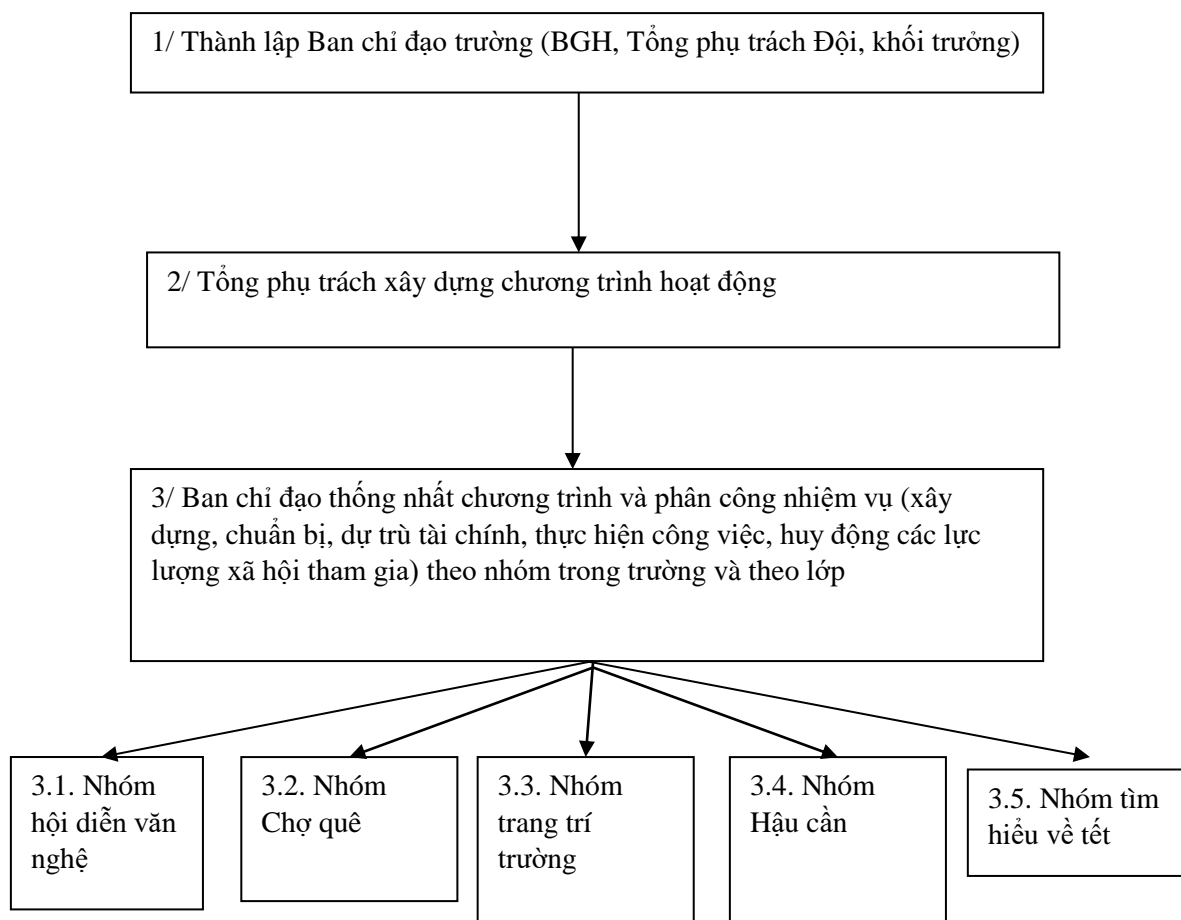 1/ Thành lập Ban chỉ đạo trường (BGH, Tổng phụ trách Đội, khối trưởng)
2/ Tổng phụ trách xây dựng chương trình hoạt động
3/ Ban chỉ đạo thống nhất chương trình và phân công nhiệm vụ (xây
dựng, chuẩn bị, dự trù tài chính, thực hiện công việc, huy động các lực
lượng xã hội tham gia) theo nhóm trong trường và theo lớp
3.1. Nhóm
hội diễn văn
nghệ
3.2. Nhóm
Chợ quê
3.3. Nhóm
trang trí
trường
3.4. Nhóm
Hậu cần
3.5. Nhóm tìm
hiểu về tết